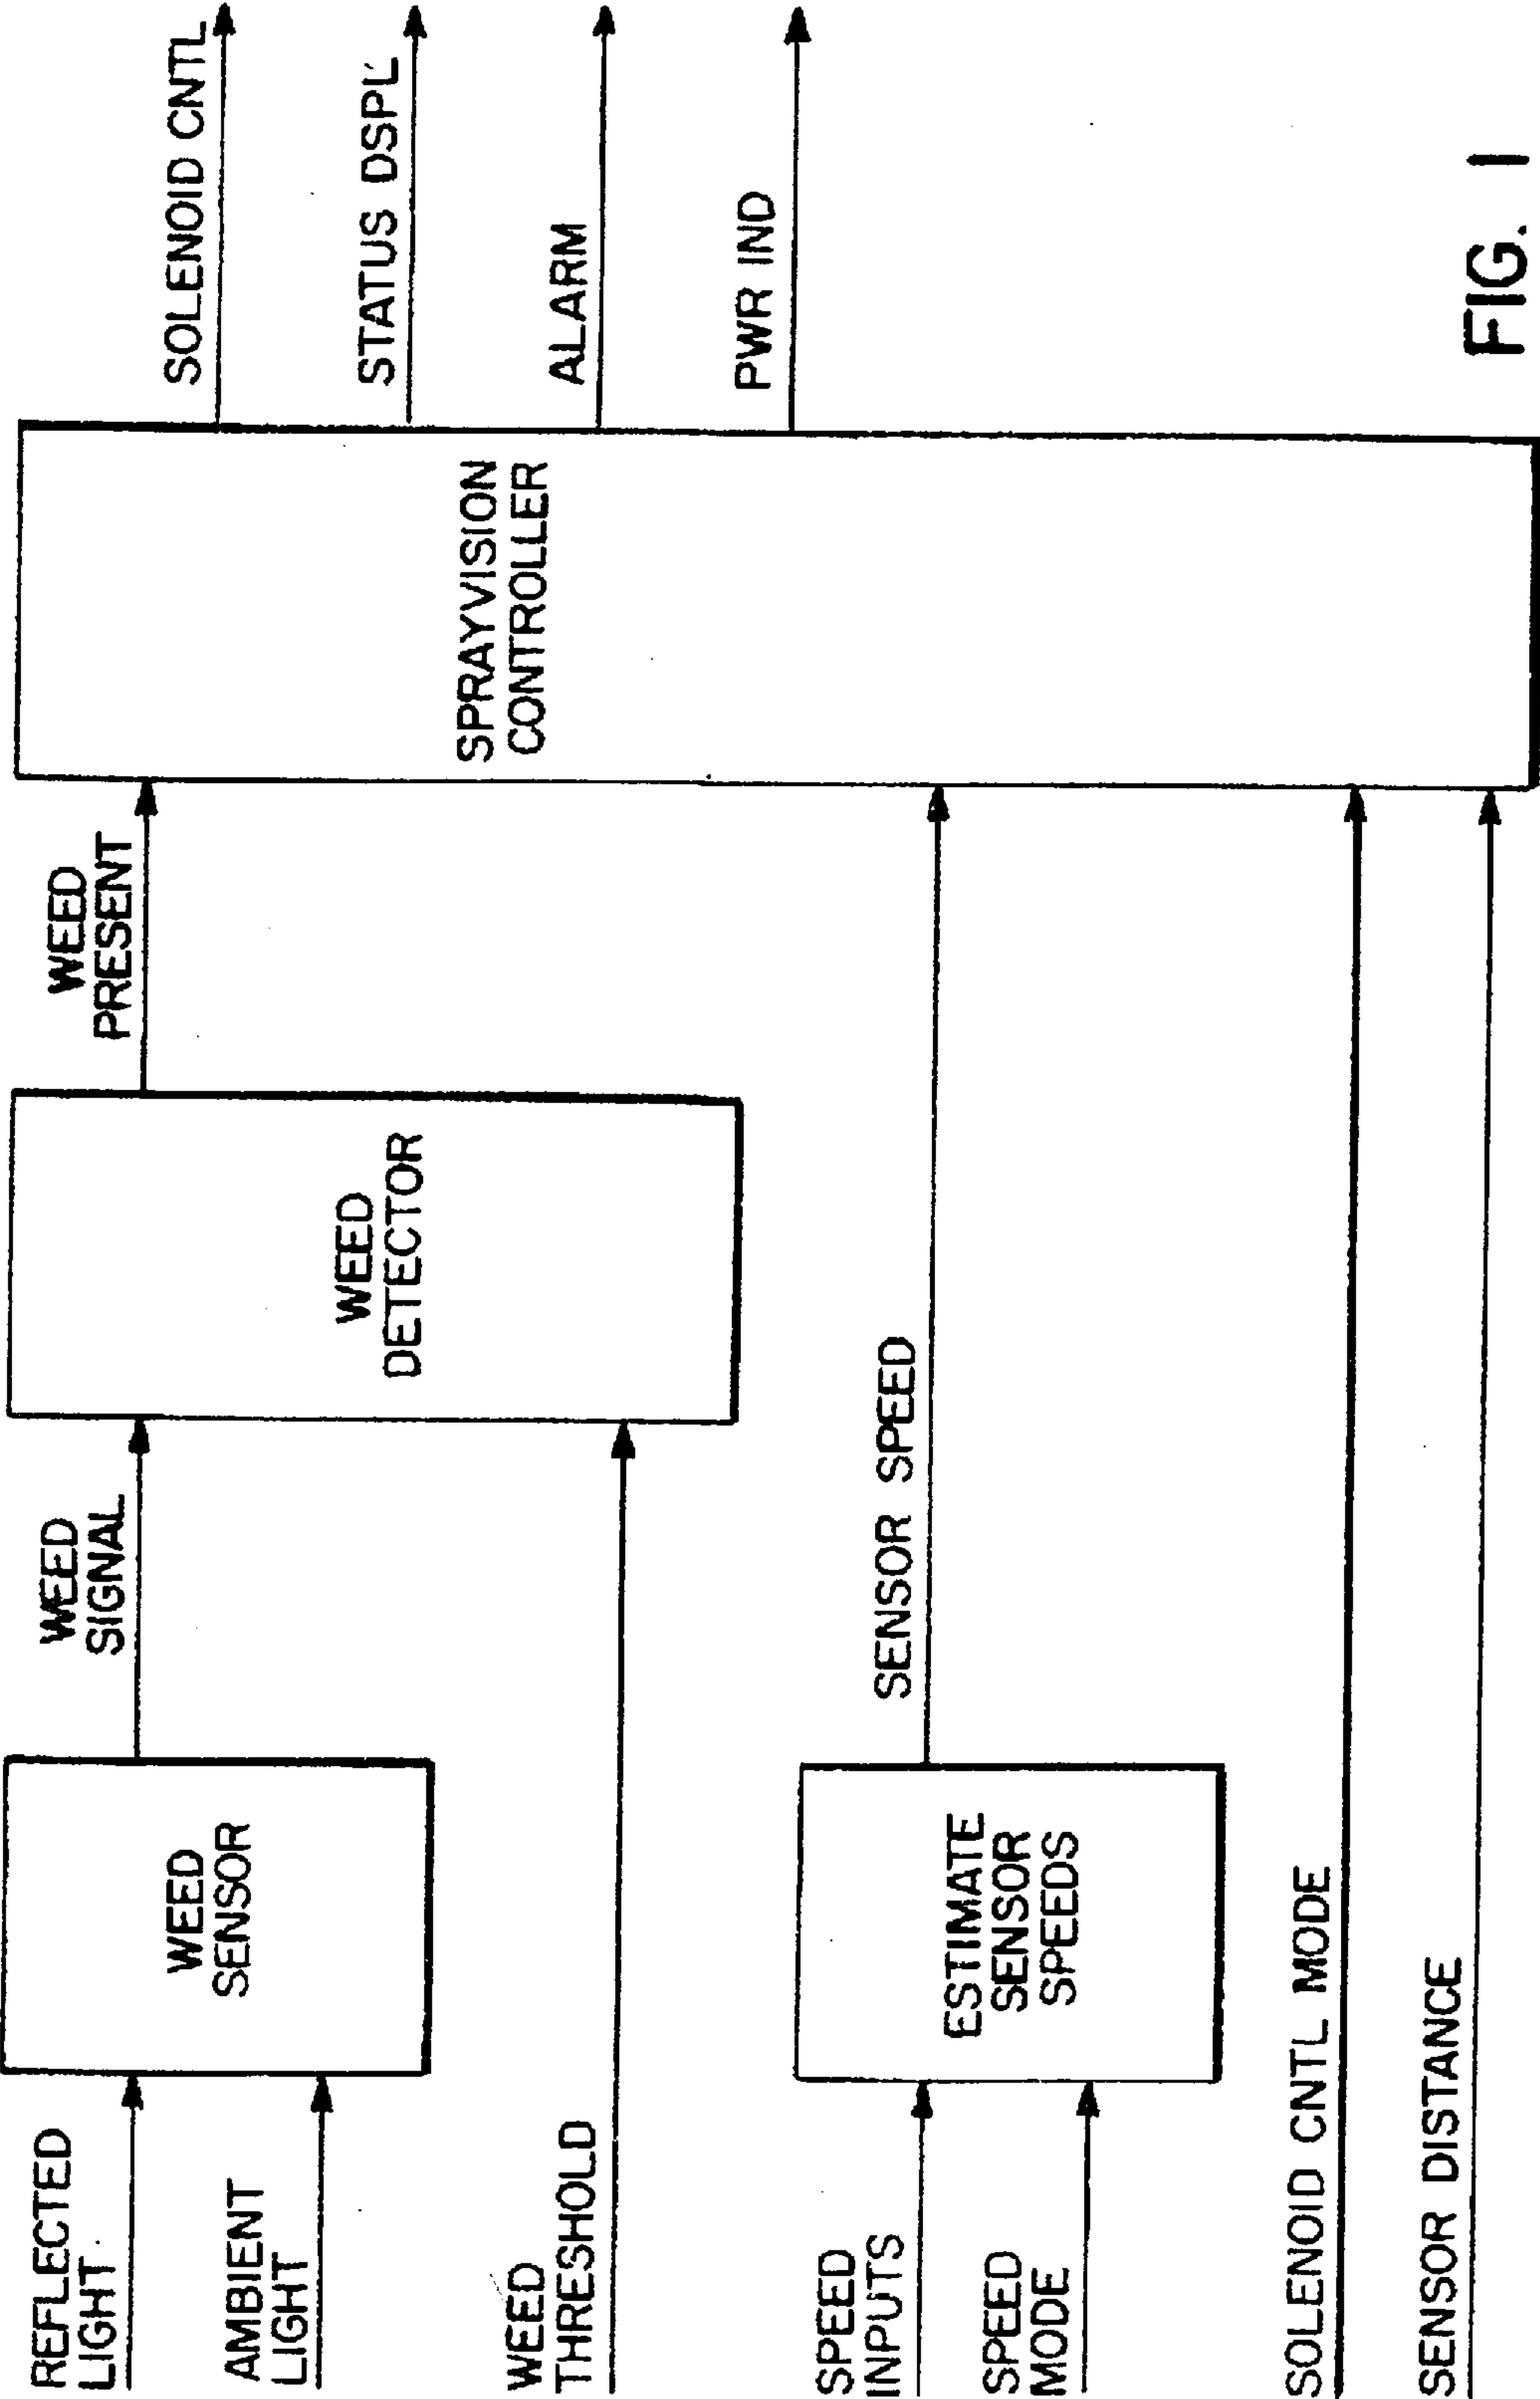 REFLECTED
LIGHT
AMBIENT
LIGHT
WEED
SENSOR
WEED
SIGNAL
WEED
THRESHOLD
WEED
DETECTOR
WEED
PRESENT
SPEED
INPUTS
SPEED
MODE
ESTIMATE
SENSOR
SPEEDS
SENSOR SPEED
SOLENOID CNTL MODE
SENSOR DISTANCE
SPRAYVISION
CONTROLLER
SOLENOID CNTL
STATUS DSPL
ALARM
PWR IND
FIG. 1